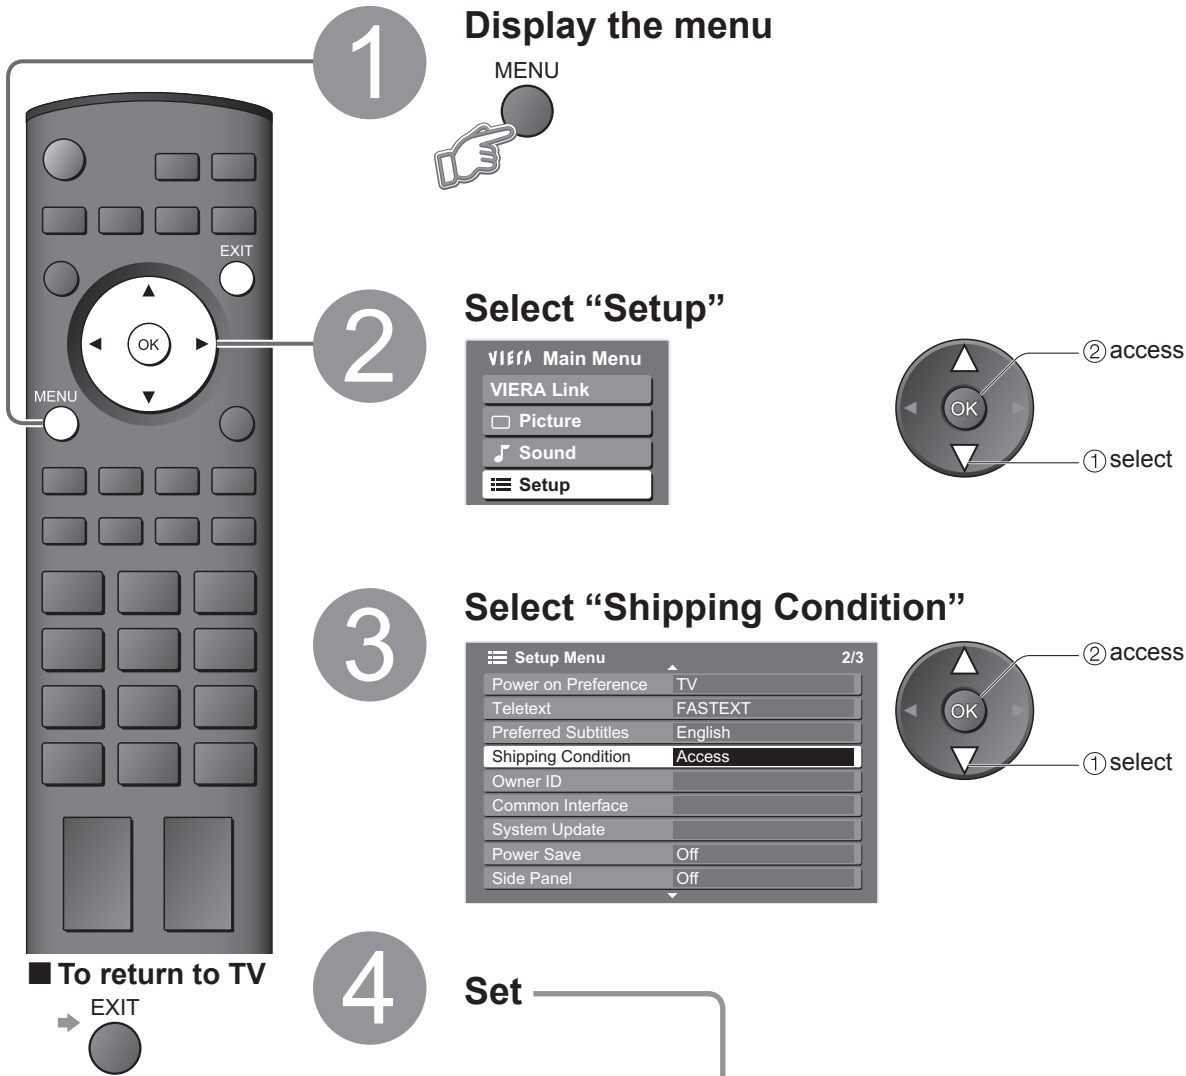 1
Display the menu
MENU
EXIT
OK
MENU
2
Select “Setup”
VIERA Main Menu
VIERA Link
Picture
Sound
Setup
OK
② access
① select
3
Select “Shipping Condition”
Setup Menu 2/3
Power on Preference TV
Teletext FASTEXT
Preferred Subtitles English
Shipping Condition Access
Owner ID
Common Interface
System Update
Power Save Off
Side Panel Off
OK
② access
① select
■ To return to TV
EXIT
4
Set